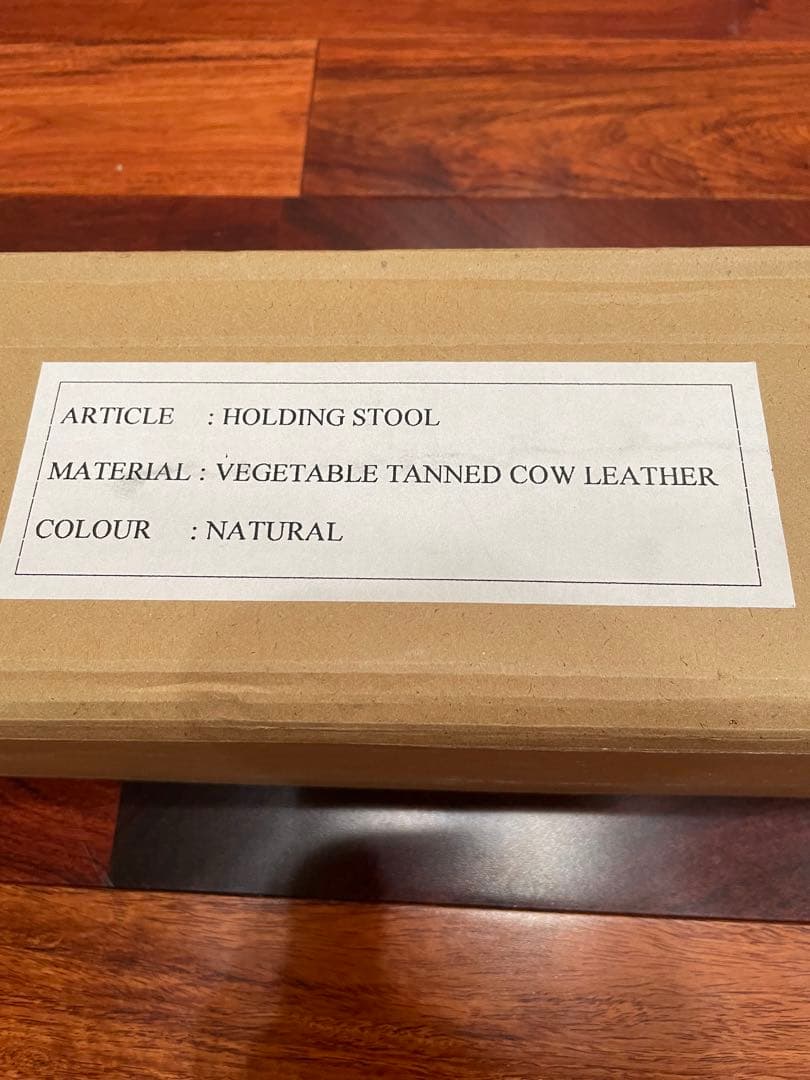 ARTICLE : HOLDING STOOL
MATERIAL : VEGETABLE TANNED COW LEATHER
COLOUR : NATURAL